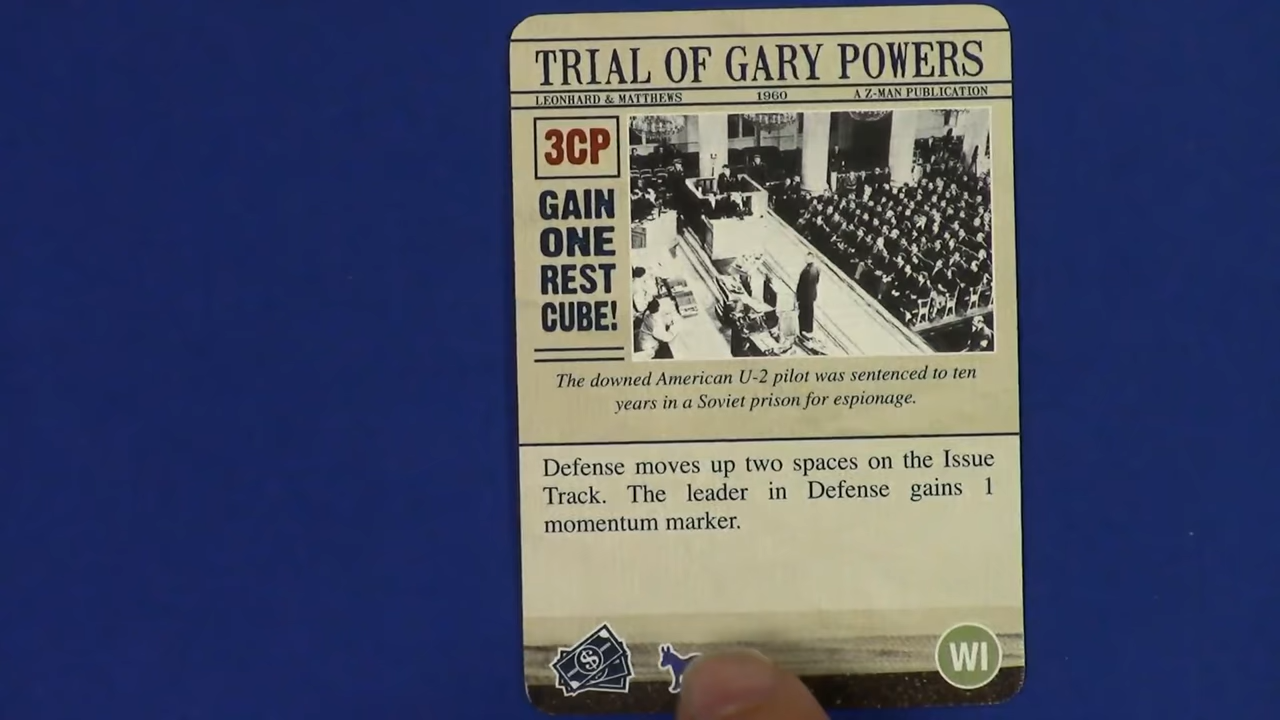 TRIAL OF GARY POWERS
LEONHARD & MATTHEWS 1960 A Z-MAN PUBLICATION
3CP
GAIN
ONE
REST
CUBE!
The downed American U-2 pilot was sentenced to ten
years in a Soviet prison for espionage.
Defense moves up two spaces on the Issue
Track. The leader in Defense gains 1
momentum marker.
$
WI